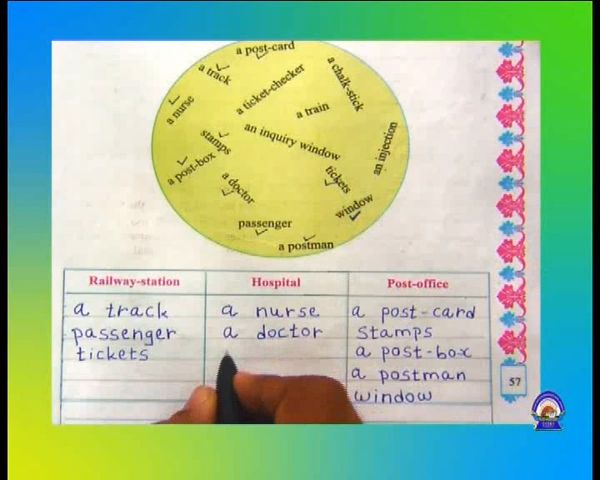 a post-card
a track
a chalk-stick
a ticket-checker
a nurse
a train
stamps
an inquiry window
an injection
a post-box
a doctor
tickets
window
passenger
a postman
Railway-station Hospital Post-office
a track a nurse a post-card
passenger a doctor stamps
tickets a post-box
a postman
window
57